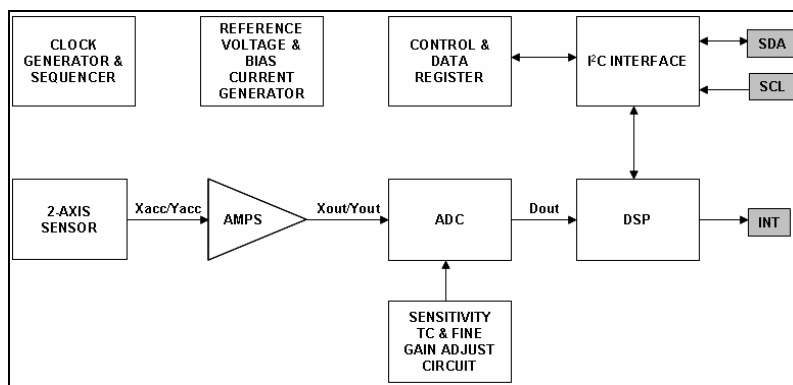 CLOCK
GENERATOR &
SEQUENCER
REFERENCE
VOLTAGE &
BIAS
CURRENT
GENERATOR
CONTROL &
DATA
REGISTER
I²C INTERFACE
SDA
SCL
2-AXIS
SENSOR
Xacc/Yacc
AMPS
Xout/Yout
ADC
Dout
DSP
INT
SENSITIVITY
TC & FINE
GAIN ADJUST
CIRCUIT